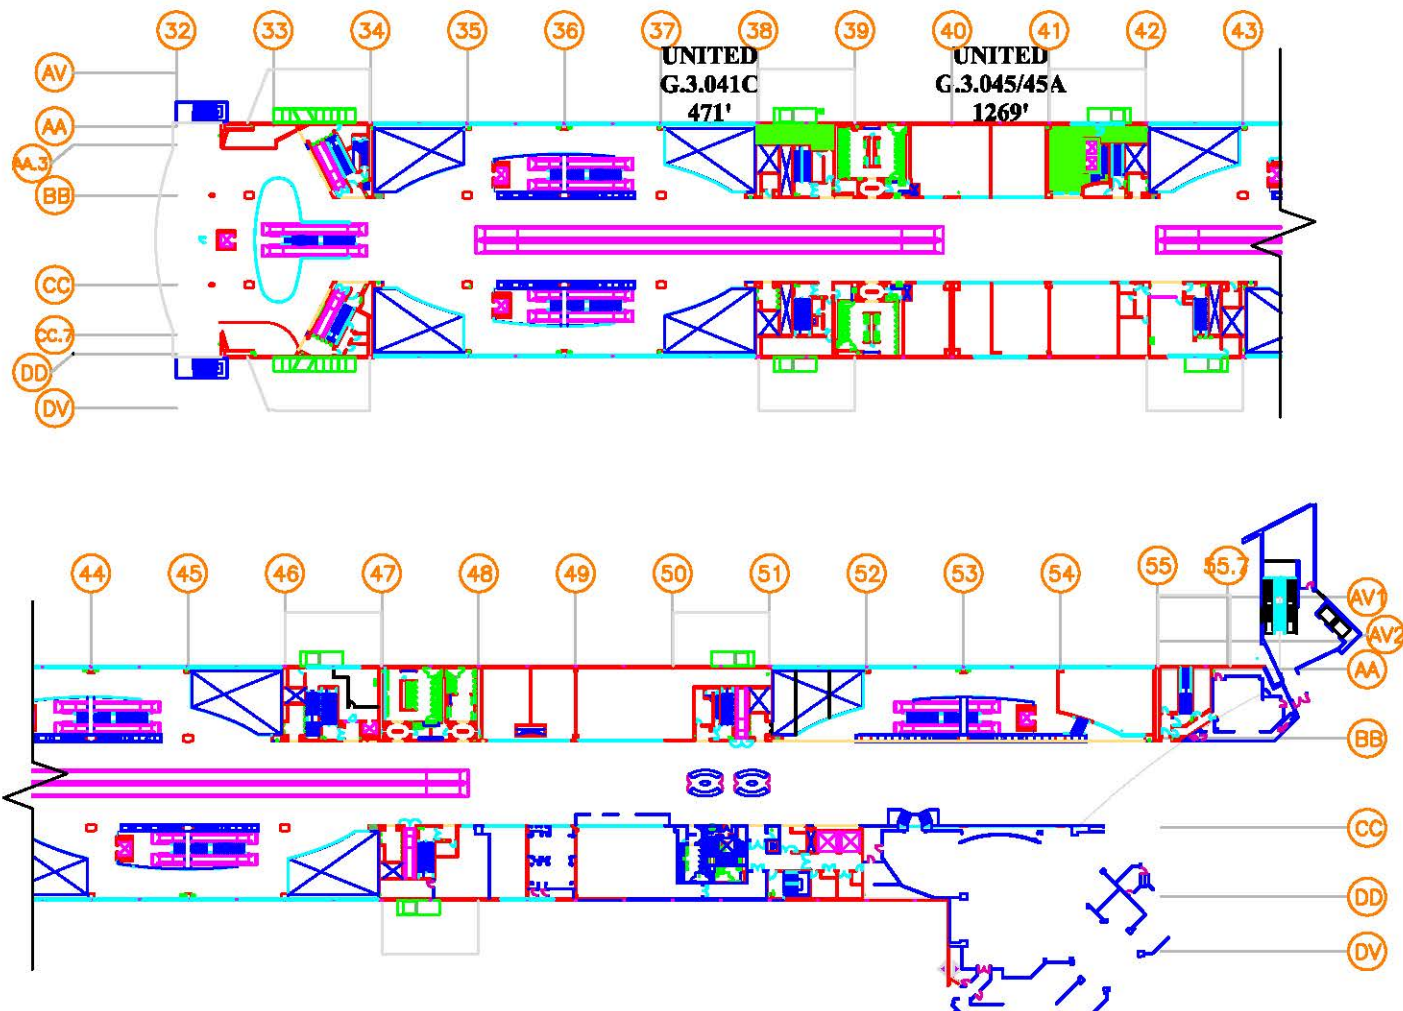 32 33 34 35 36 37 38 39 40 41 42 43
UNITED
G.3.041C
471'
UNITED
G.3.045/45A
1269'
AV
AA
AA.3
BB
CC
CC.7
DD
DV
44 45 46 47 48 49 50 51 52 53 54 55 55.7
AV1
AV2
AA
BB
CC
DD
DV